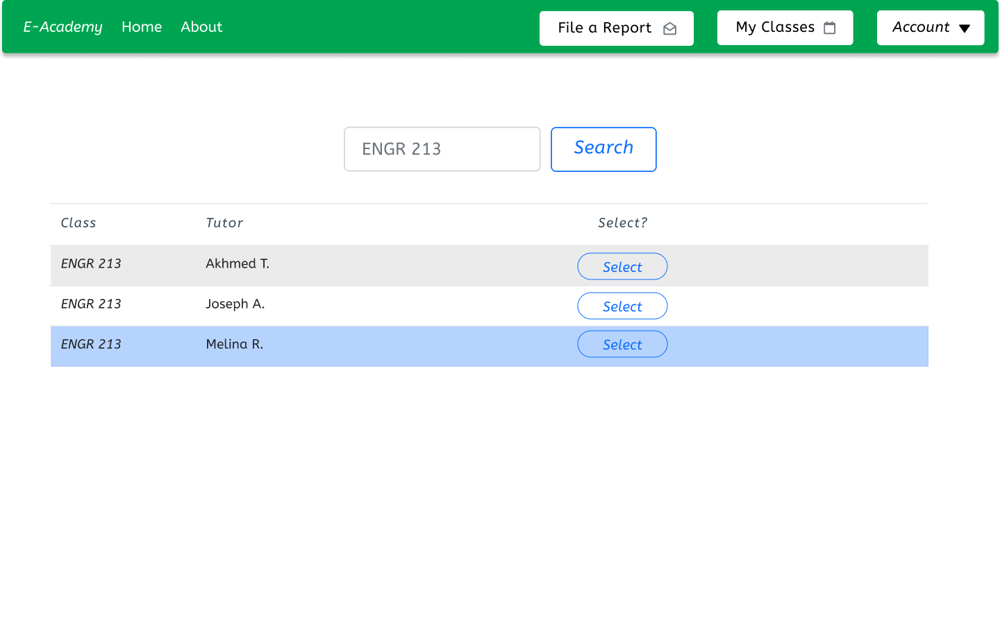 E-Academy Home About File a Report My Classes Account
ENGR 213 Search
Class Tutor Select?
ENGR 213 Akhmed T. Select
ENGR 213 Joseph A. Select
ENGR 213 Melina R. Select